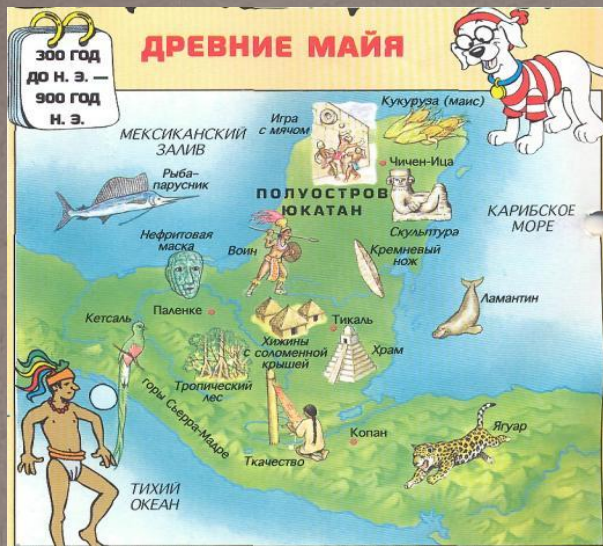 300 ГОД
ДО Н. Э. —
900 ГОД
Н. Э.
ДРЕВНИЕ МАЙЯ
МЕКСИКАНСКИЙ
ЗАЛИВ
Игра
с мячом
Кукуруза (маис)
Рыба-
парусник
Чичен-Ица
ПОЛУОСТРОВ
ЮКАТАН
КАРИБСКОЕ
МОРЕ
Скульптура
Нефритовая
маска
Воин
Кремневый
нож
Ламантин
Кетсаль
Паленке
Тикаль
Хижины
с соломенной
крышей
Храм
Тропический
лес
горы Сьерра-Мадре
Копан
Ягуар
Ткачество
ТИХИЙ
ОКЕАН